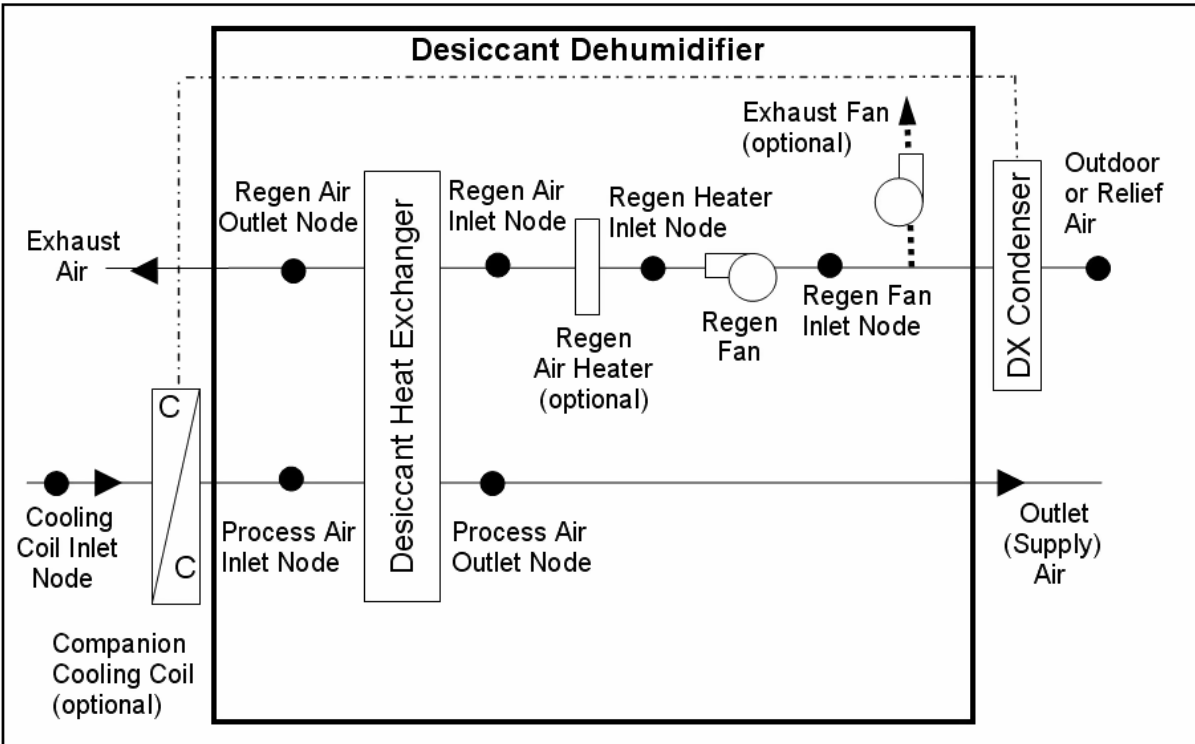 Desiccant Dehumidifier
Exhaust Fan
(optional)
Outdoor
or Relief
Air
Regen Air
Outlet Node
Regen Air
Inlet Node
Regen Heater
Inlet Node
Exhaust
Air
Desiccant Heat Exchanger
DX Condenser
Regen Fan
Inlet Node
Regen
Fan
Regen
Air Heater
(optional)
C
C
Cooling
Coil Inlet
Node
Process Air
Inlet Node
Process Air
Outlet Node
Outlet
(Supply)
Air
Companion
Cooling Coil
(optional)